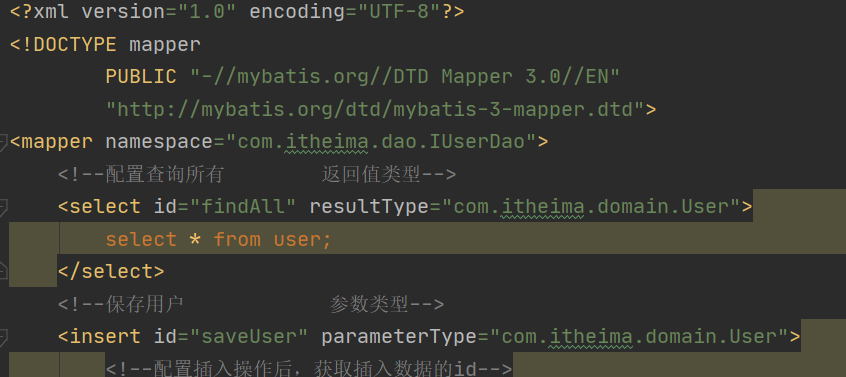 <?xml version="1.0" encoding="UTF-8"?>
<!DOCTYPE mapper
        PUBLIC "-//mybatis.org//DTD Mapper 3.0//EN"
        "http://mybatis.org/dtd/mybatis-3-mapper.dtd">
<mapper namespace="com.itheima.dao.IUserDao">
    <!--配置查询所有        返回值类型-->
    <select id="findAll" resultType="com.itheima.domain.User">
        select * from user;
    </select>
    <!--保存用户            参数类型-->
    <insert id="saveUser" parameterType="com.itheima.domain.User">
        <!--配置插入操作后，获取插入数据的id-->